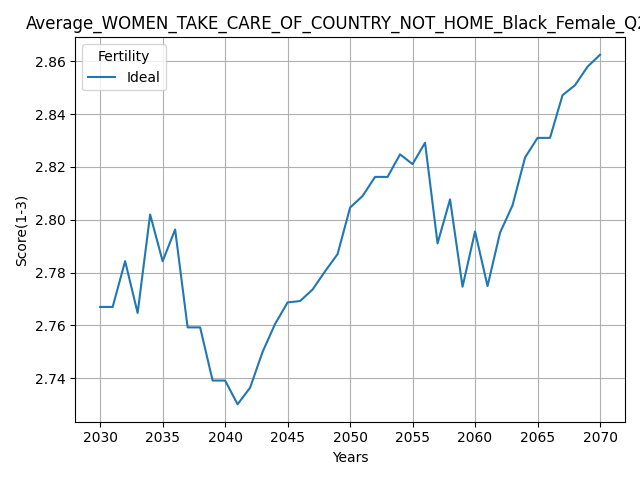 Average_WOMEN_TAKE_CARE_OF_COUNTRY_NOT_HOME_Black_Female_Q2
Fertility
Ideal
Score(1-3)
2.86
2.84
2.82
2.80
2.78
2.76
2.74
2030 2035 2040 2045 2050 2055 2060 2065 2070
Years